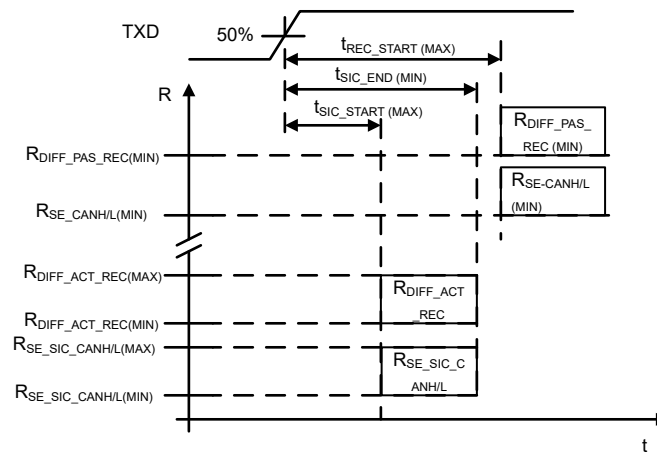 TXD
50%
tREC_START (MAX)
tSIC_END (MIN)
tSIC_START (MAX)
R
RDIFF_PAS_
REC (MIN)
RDIFF_PAS_REC(MIN)
RSE-CANH/L
(MIN)
RSE_CANH/L(MIN)
RDIFF_ACT_REC(MAX)
RDIFF_ACT
_REC
RDIFF_ACT_REC(MIN)
RSE_SIC_CANH/L(MAX)
RSE_SIC_C
ANH/L
RSE_SIC_CANH/L(MIN)
t